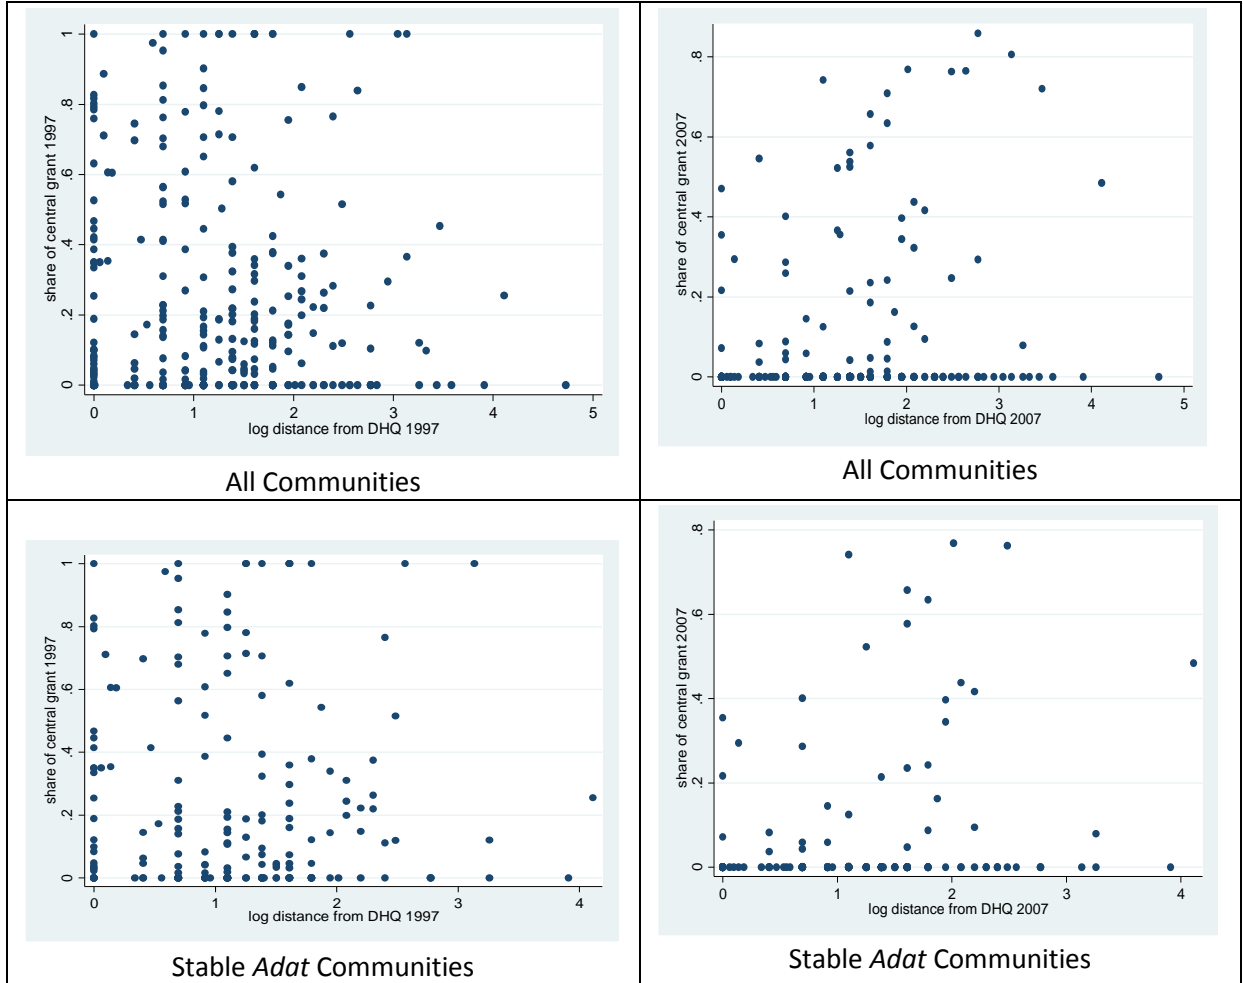 share of central grant 1997
1
.8
.6
.4
.2
0
0 1 2 3 4 5
log distance from DHQ 1997
All Communities
share of central grant 2007
.8
.6
.4
.2
0
0 1 2 3 4 5
log distance from DHQ 2007
All Communities
share of central grant 1997
1
.8
.6
.4
.2
0
0 1 2 3 4
log distance from DHQ 1997
Stable Adat Communities
share of central grant 2007
.8
.6
.4
.2
0
0 1 2 3 4
log distance from DHQ 2007
Stable Adat Communities